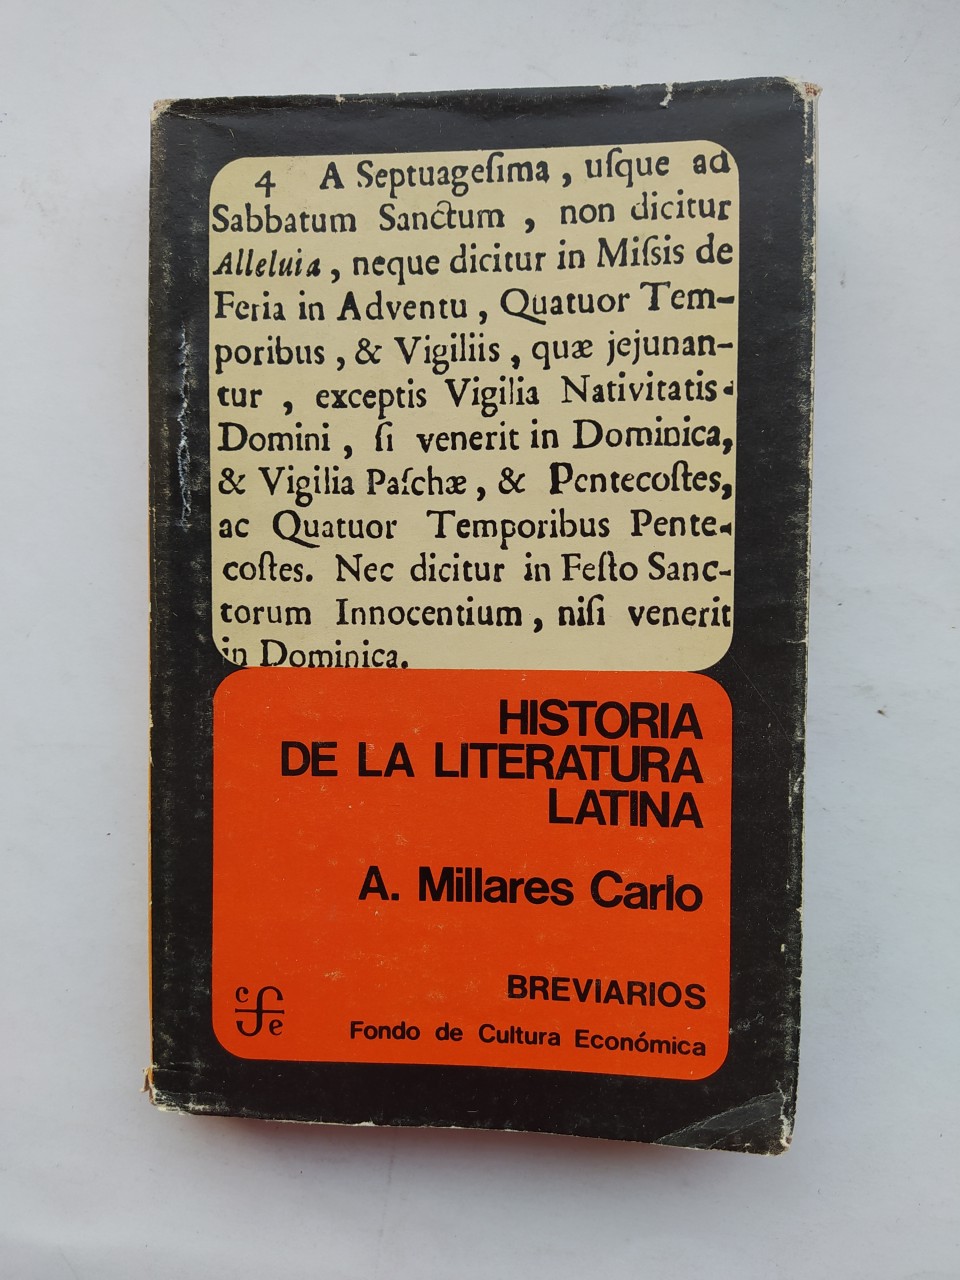 4 A Septuageſima, uſque ad
Sabbatum Sanctum, non dicitur
Alleluia, neque dicitur in Miſsis de
Feria in Adventu, Quatuor Tem-
poribus, & Vigiliis, quæ jejunan-
tur, exceptis Vigilia Nativitatis
Domini, ſi venerit in Dominica,
& Vigilia Paſchæ, & Pentecoſtes,
ac Quatuor Temporibus Pente-
coſtes. Nec dicitur in Feſto Sanc-
torum Innocentium, niſi venerit
in Dominica.
HISTORIA
DE LA LITERATURA
LATINA
A. Millares Carlo
BREVIARIOS
cfe
Fondo de Cultura Económica